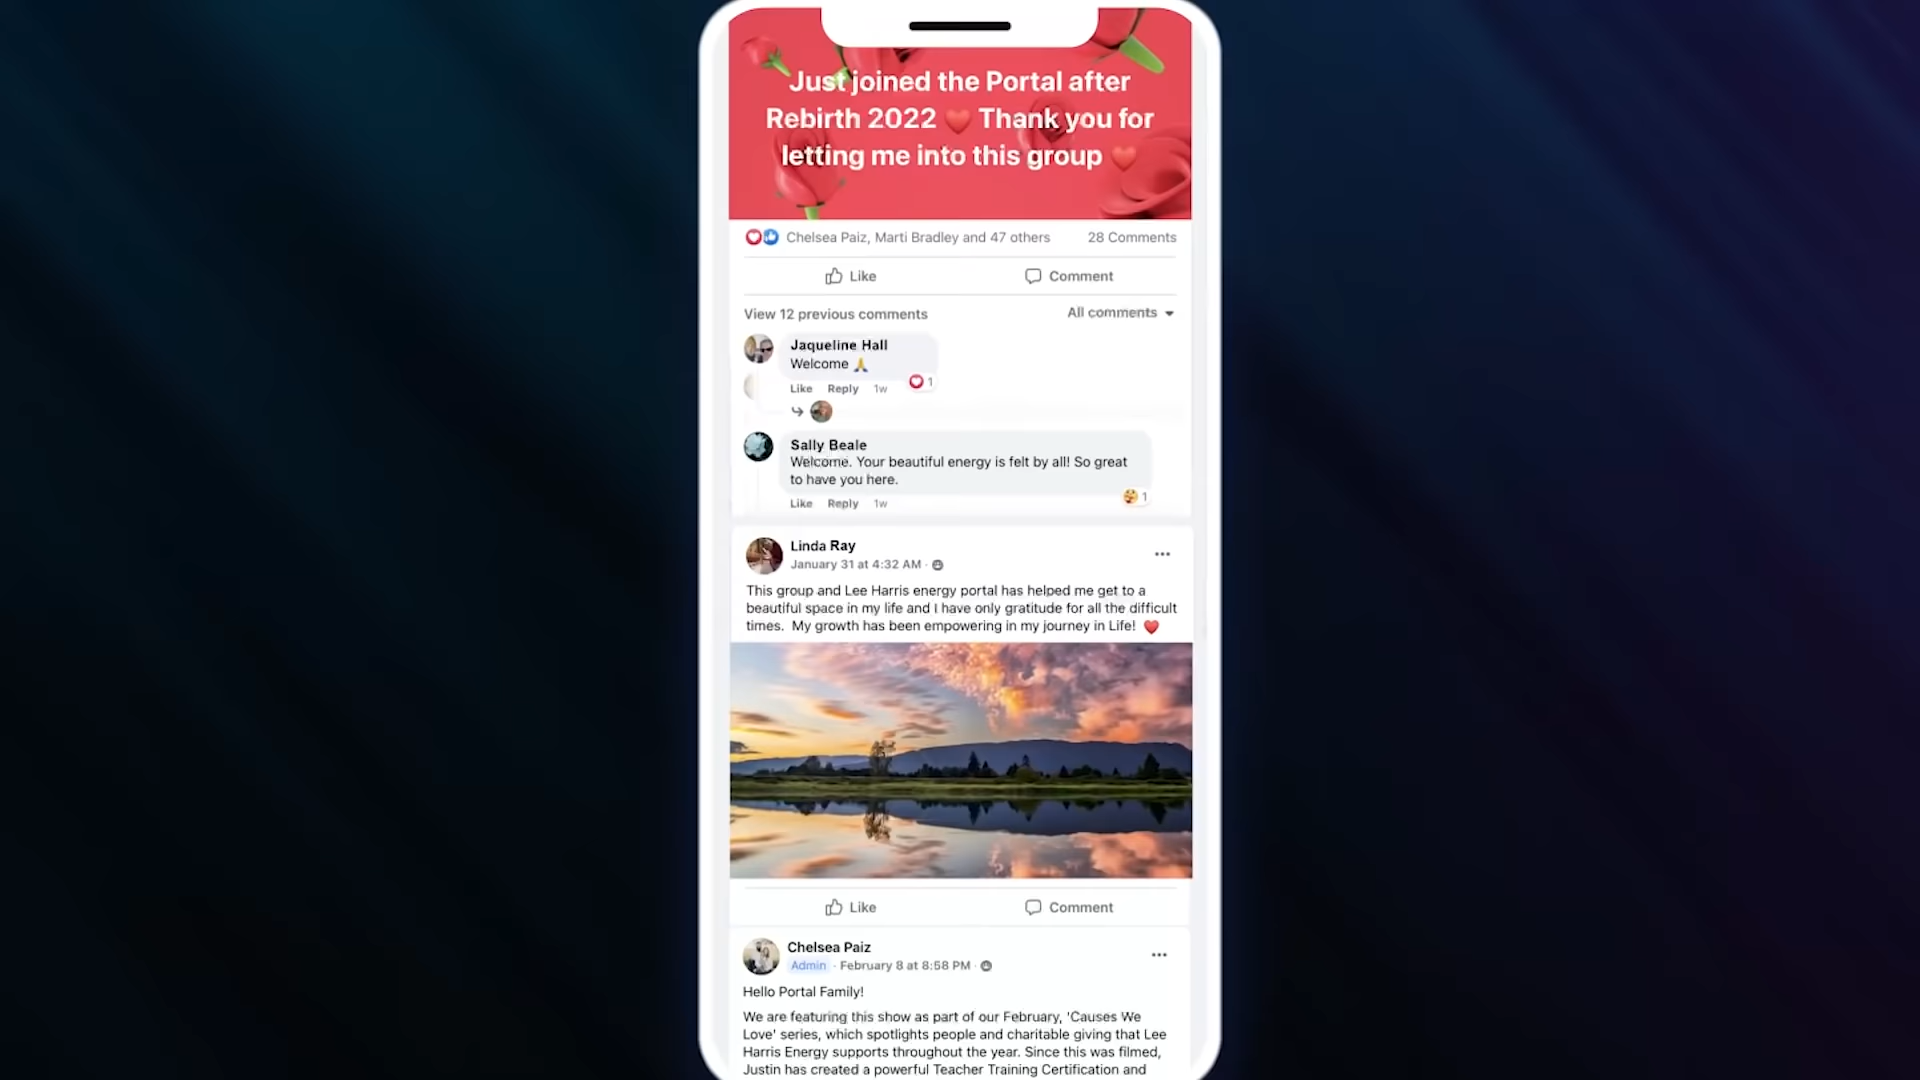 Just joined the Portal after
Rebirth 2022 ❤️ Thank you for
letting me into this group ❤️
Chelsea Paiz, Marti Bradley and 47 others 28 Comments
Like Comment
View 12 previous comments All comments
Jaqueline Hall
Welcome 🙏
Like Reply 1w 1
Sally Beale
Welcome. Your beautiful energy is felt by all! So great
to have you here.
1
Like Reply 1w
Linda Ray
January 31 at 4:32 AM ·
This group and Lee Harris energy portal has helped me get to a
beautiful space in my life and I have only gratitude for all the difficult
times. My growth has been empowering in my journey in Life! ❤️
Like Comment
Chelsea Paiz
Admin · February 8 at 8:58 PM ·
Hello Portal Family!
We are featuring this show as part of our February, 'Causes We
Love' series, which spotlights people and charitable giving that Lee
Harris Energy supports throughout the year. Since this was filmed,
Justin has created a powerful Teacher Training Certification and